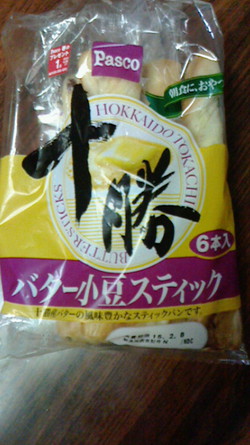 Pasco
朝食に、おやつ
HOKKAIDO TOKACHI
十勝
BUTTERSTICKS
6本入
バター小豆スティック
十勝産バターの風味豊かなスティックパンです。